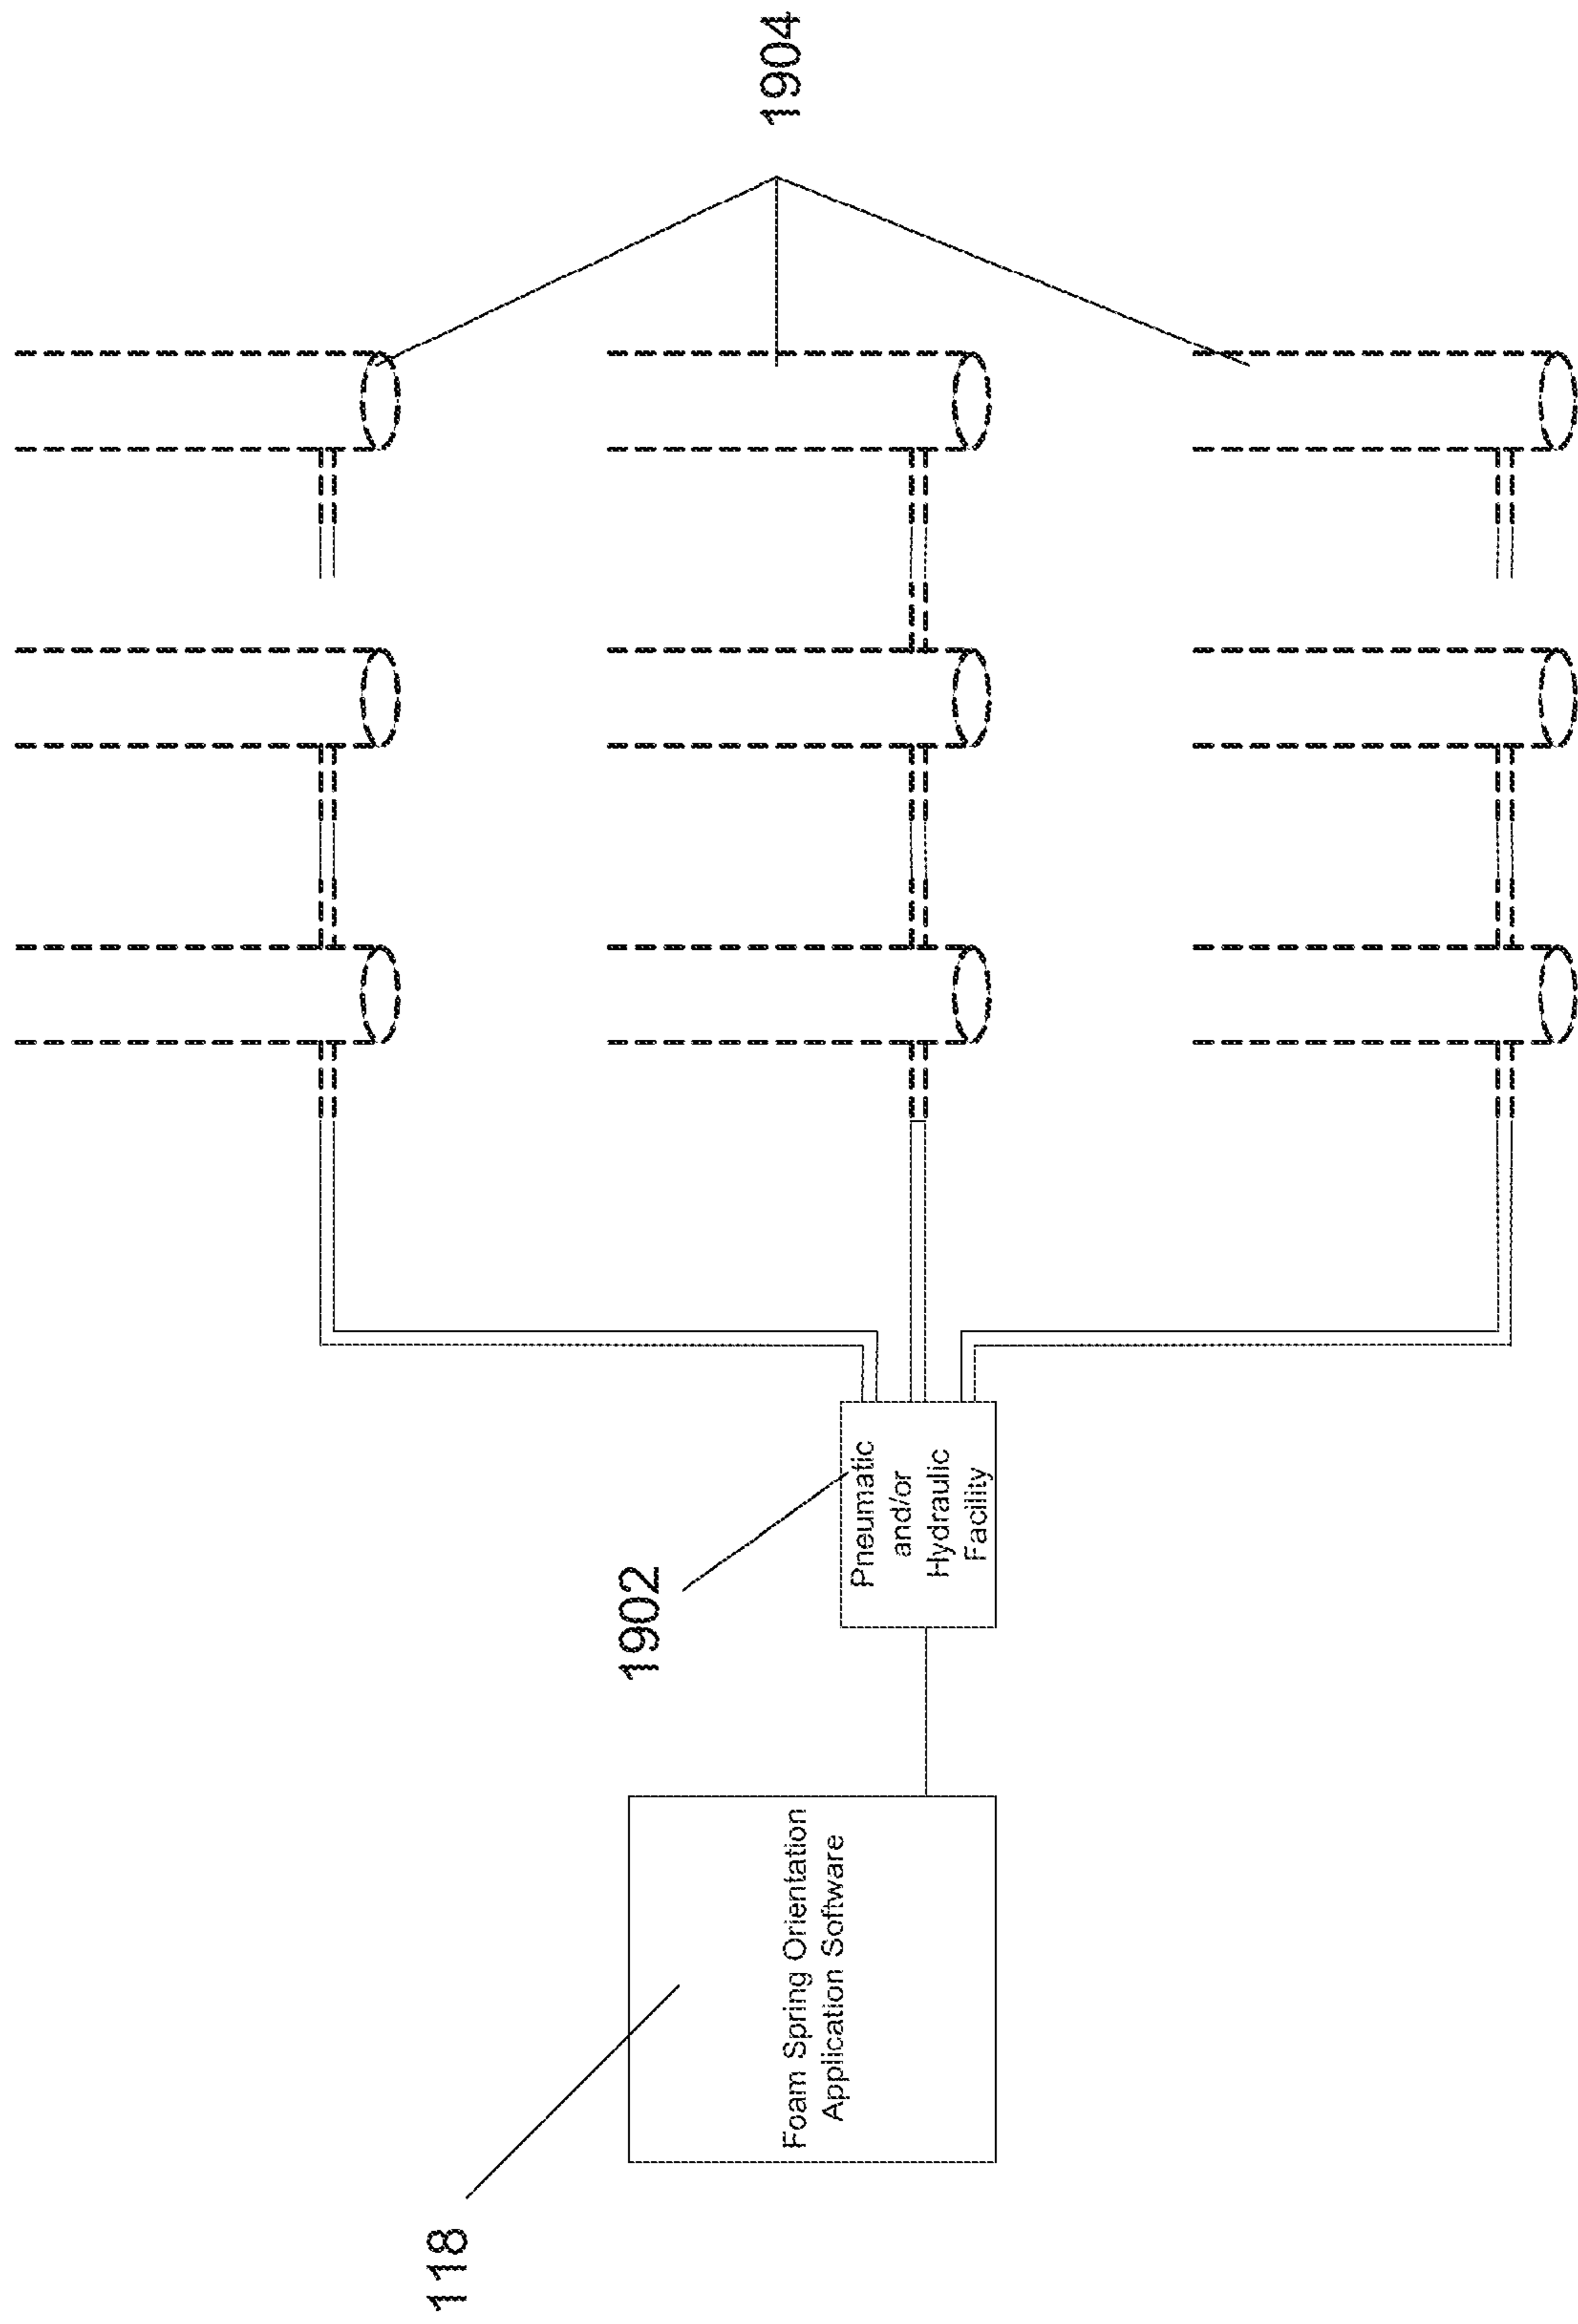 118
Foam Spring Orientation
Application Software
1902
Pneumatic
and/or
Hydraulic
Facility
1904